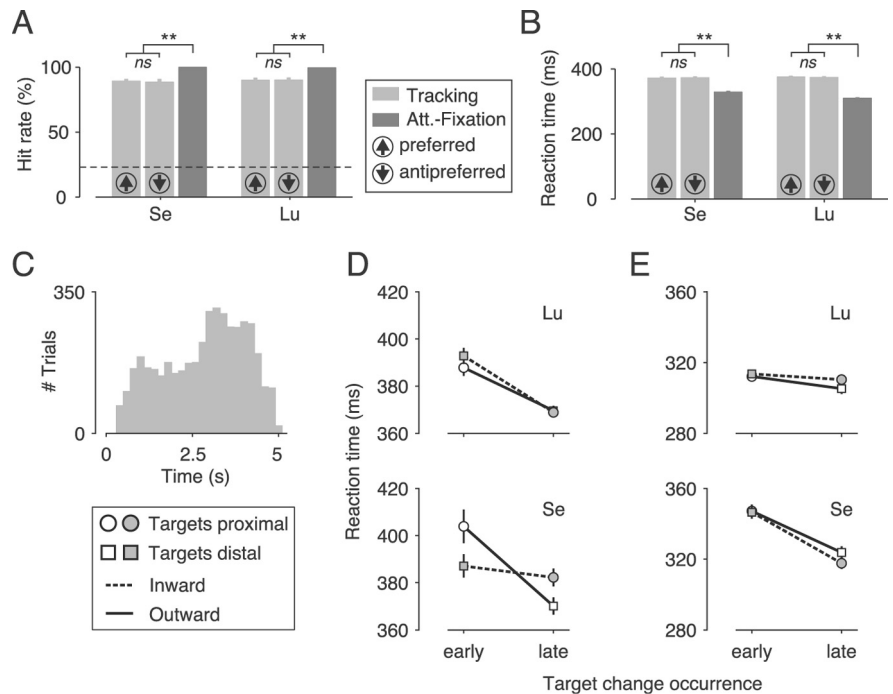 A
Hit rate (%)
100
50
0
ns
**
ns
**
Se
Lu
Tracking
Att.-Fixation
preferred
antipreferred
B
Reaction time (ms)
400
200
0
ns
**
ns
**
Se
Lu
C
# Trials
350
0
0
2.5
5
Time (s)
Targets proximal
Targets distal
Inward
Outward
D
Reaction time (ms)
420
400
380
360
Lu
420
400
380
360
Se
early
late
E
360
320
280
Lu
360
320
280
Se
early
late
Target change occurrence